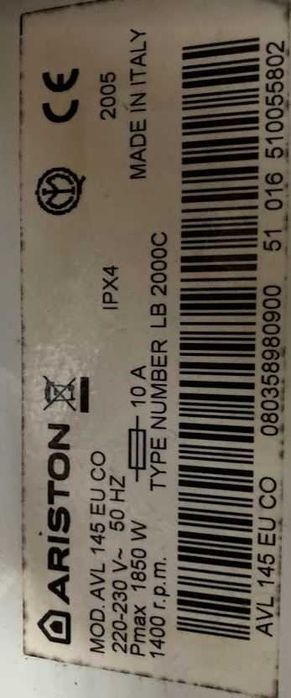 ARISTON
MOD. AVL 145 EU CO
220-230 V~ 50 HZ
Pmax 1850 W
1400 r.p.m.
10 A
IPX4
TYPE NUMBER LB 2000C
CE
2005
MADE IN ITALY
AVL 145 EU CO 080358980900 51 016 510055802